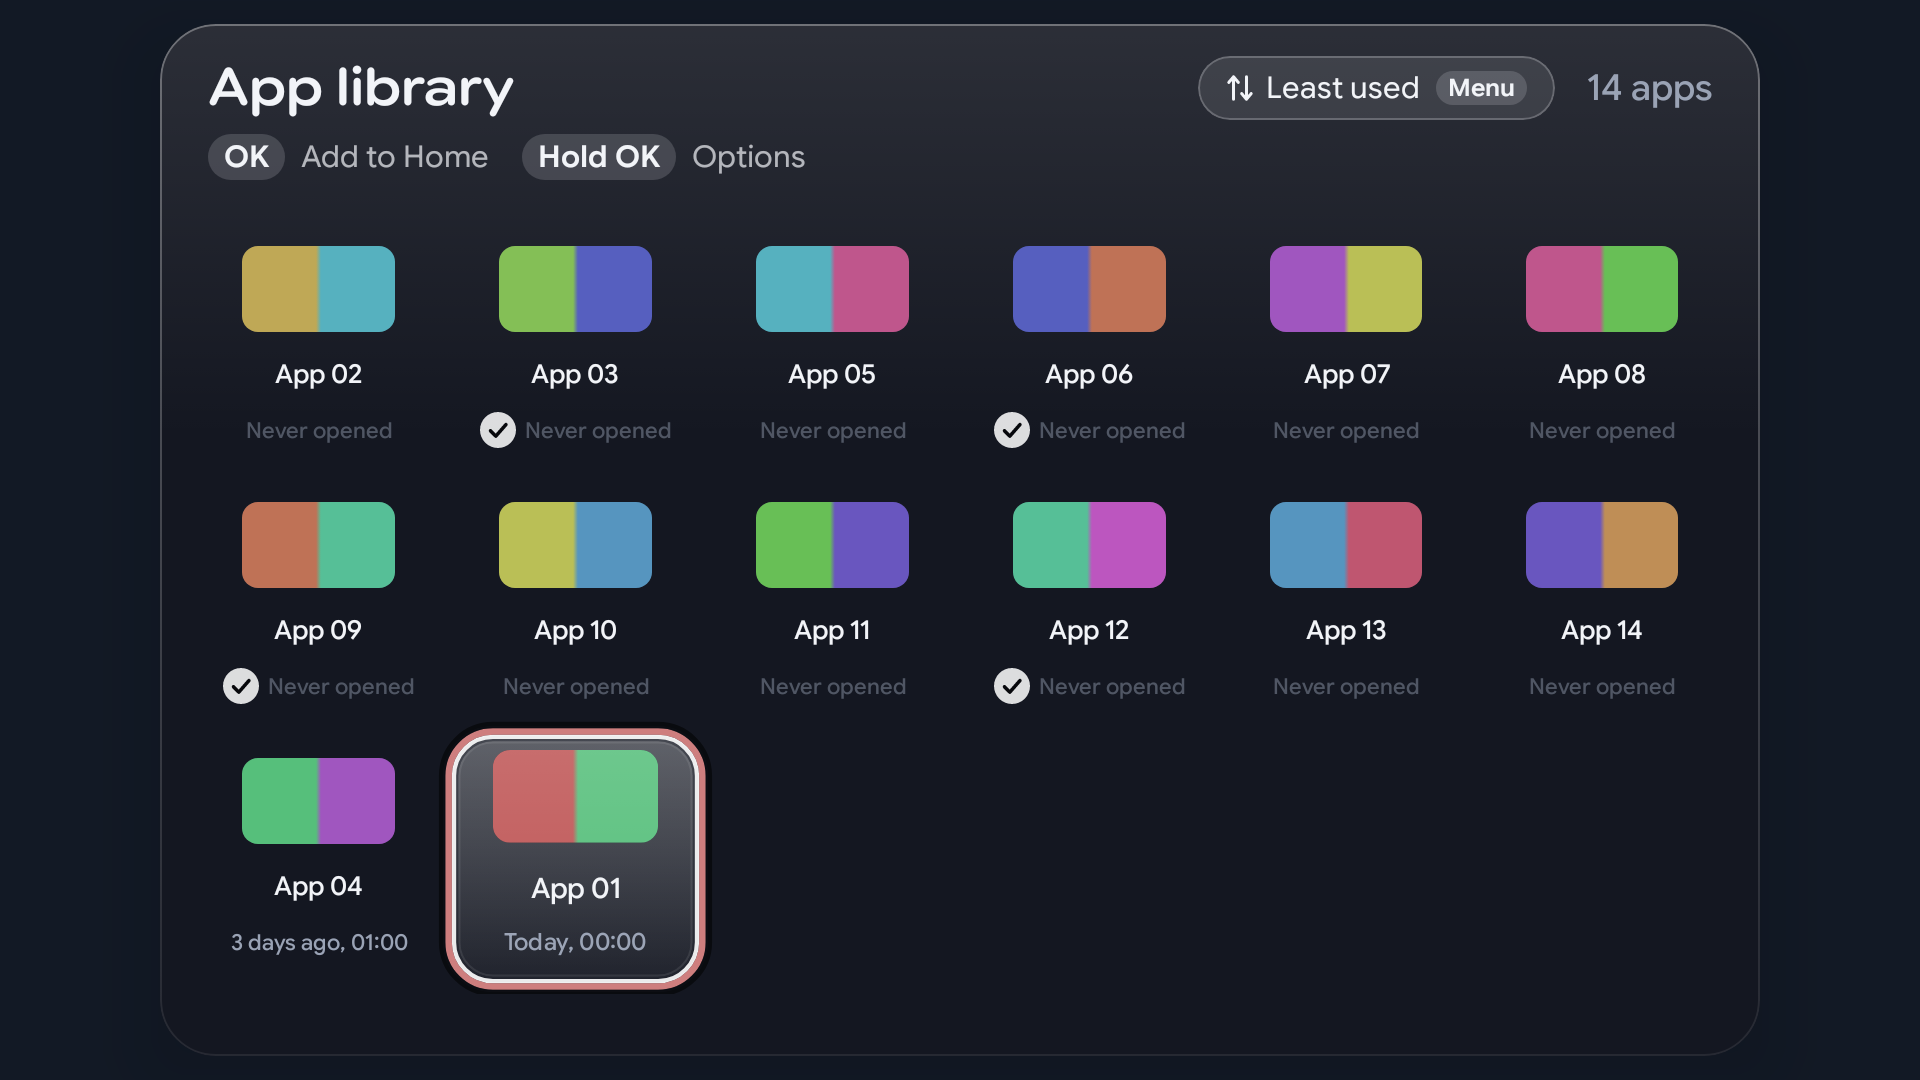 App library
Least used Menu
14 apps
OK Add to Home Hold OK Options
App 02
Never opened
App 03
Never opened
App 05
Never opened
App 06
Never opened
App 07
Never opened
App 08
Never opened
App 09
Never opened
App 10
Never opened
App 11
Never opened
App 12
Never opened
App 13
Never opened
App 14
Never opened
App 04
3 days ago, 01:00
App 01
Today, 00:00